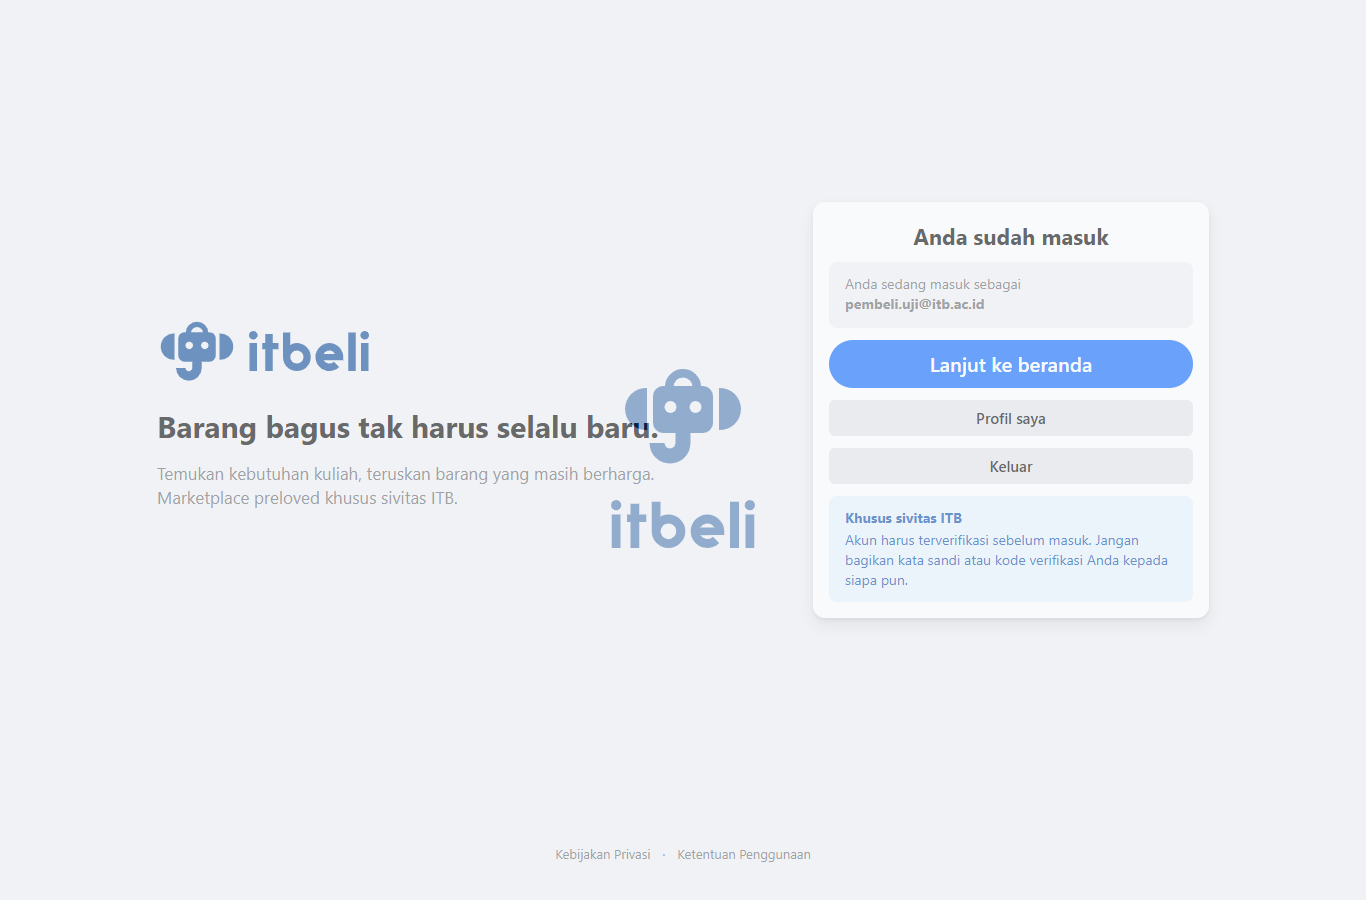 itbeli
Barang bagus tak harus selalu baru.
Temukan kebutuhan kuliah, teruskan barang yang masih berharga.
Marketplace preloved khusus sivitas ITB.
itbeli
Anda sudah masuk
Anda sedang masuk sebagai
pembeli.uji@itb.ac.id
Lanjut ke beranda
Profil saya
Keluar
Khusus sivitas ITB
Akun harus terverifikasi sebelum masuk. Jangan
bagikan kata sandi atau kode verifikasi Anda kepada
siapa pun.
Kebijakan Privasi · Ketentuan Penggunaan